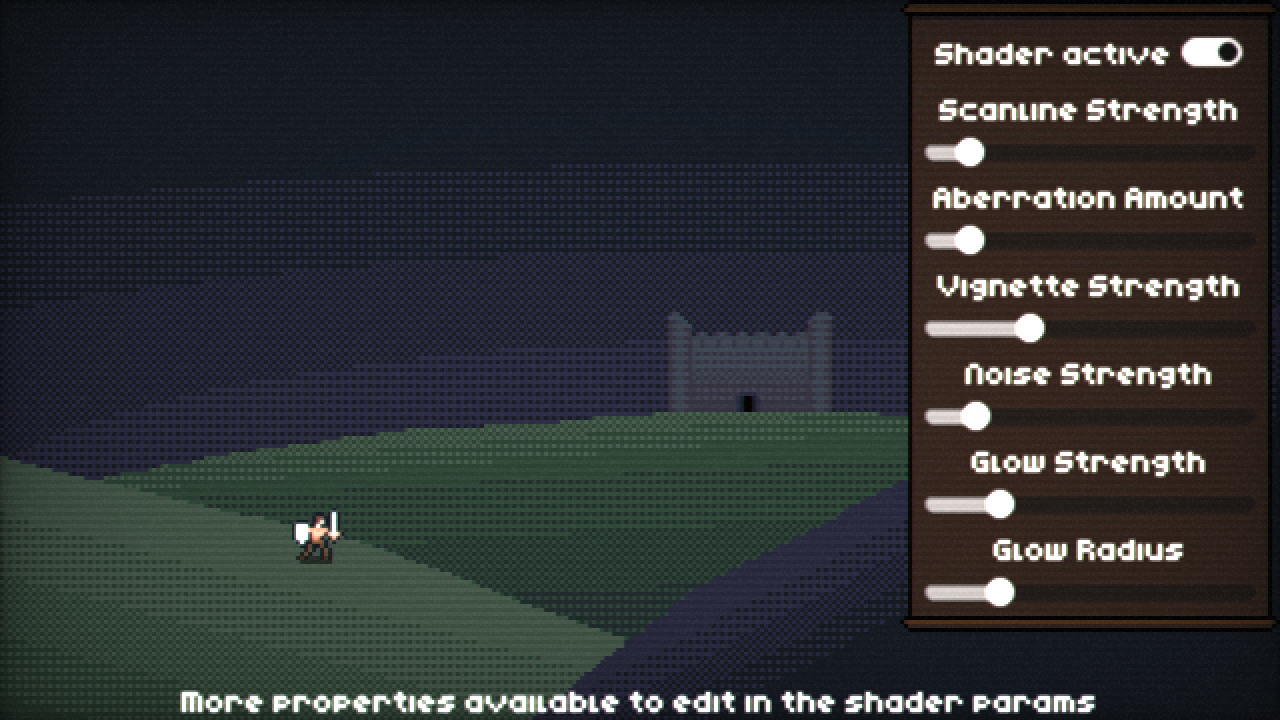 Shader active
Scanline Strength
Aberration Amount
Vignette Strength
Noise Strength
Glow Strength
Glow Radius
More properties available to edit in the shader params